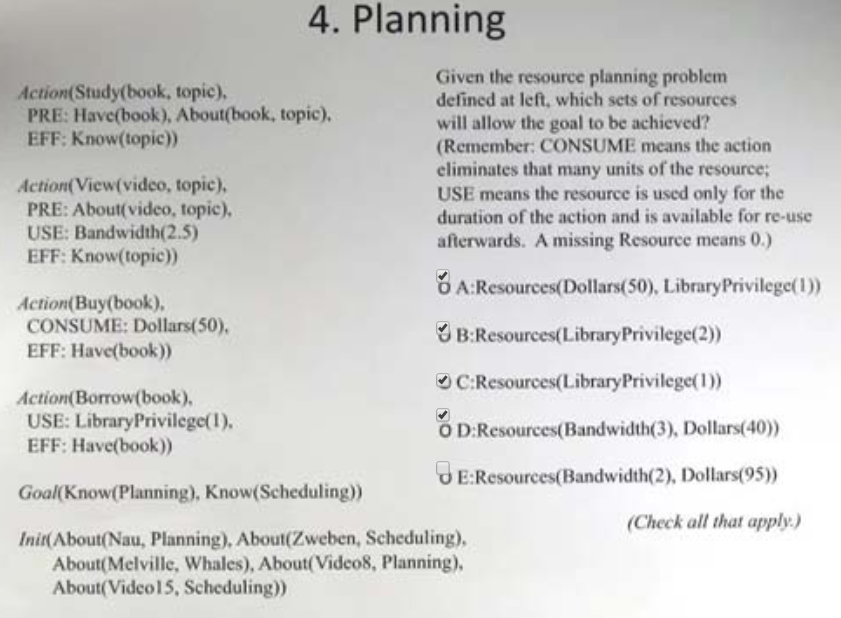 4. Planning
Action(Study(book, topic),
PRE: Have(book), About(book, topic),
EFF: Know(topic))
Action(View(video, topic),
PRE: About(video, topic),
USE: Bandwidth(2.5)
EFF: Know(topic))
Action(Buy(book),
CONSUME: Dollars(50),
EFF: Have(book))
Action(Borrow(book),
USE: LibraryPrivilege(1),
EFF: Have(book))
Goal(Know(Planning), Know(Scheduling))
Init(About(Nau, Planning), About(Zweben, Scheduling),
About(Melville, Whales), About(Video8, Planning),
About(Video15, Scheduling))
Given the resource planning problem
defined at left, which sets of resources
will allow the goal to be achieved?
(Remember: CONSUME means the action
eliminates that many units of the resource;
USE means the resource is used only for the
duration of the action and is available for re-use
afterwards. A missing Resource means 0.)
A:Resources(Dollars(50), LibraryPrivilege(1))
B:Resources(LibraryPrivilege(2))
C:Resources(LibraryPrivilege(1))
D:Resources(Bandwidth(3), Dollars(40))
E:Resources(Bandwidth(2), Dollars(95))
(Check all that apply.)